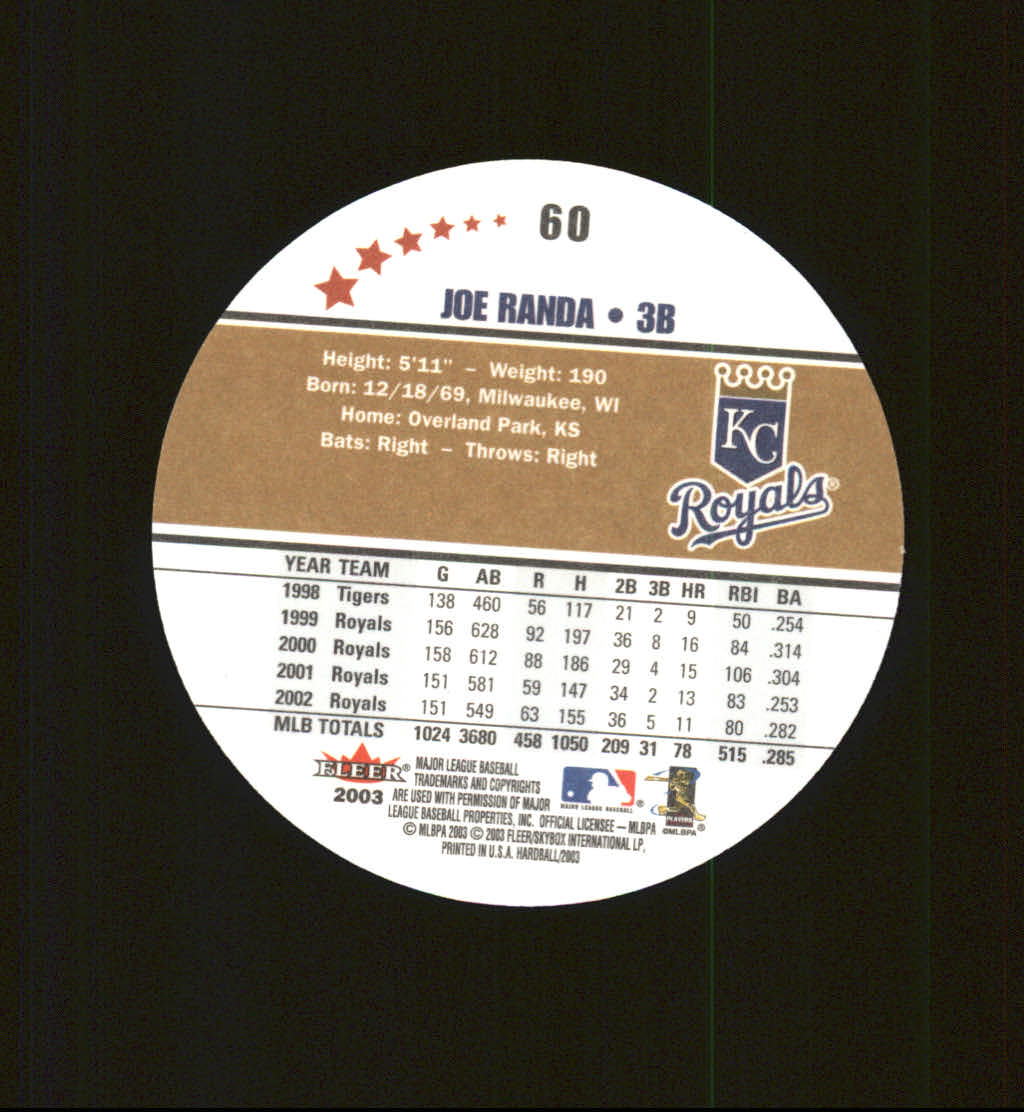 60
JOE RANDA • 3B
Height: 5'11" – Weight: 190
Born: 12/18/69, Milwaukee, WI
Home: Overland Park, KS
Bats: Right – Throws: Right
KC
Royals®
YEAR TEAM G AB R H 2B 3B HR RBI BA
1998 Tigers 138 460 56 117 21 2 9 50 .254
1999 Royals 156 628 92 197 36 8 16 84 .314
2000 Royals 158 612 88 186 29 4 15 106 .304
2001 Royals 151 581 59 147 34 2 13 83 .253
2002 Royals 151 549 63 155 36 5 11 80 .282
MLB TOTALS 1024 3680 458 1050 209 31 78 515 .285
FLEER®
2003
MAJOR LEAGUE BASEBALL
TRADEMARKS AND COPYRIGHTS
ARE USED WITH PERMISSION OF MAJOR
LEAGUE BASEBALL PROPERTIES, INC. OFFICIAL LICENSEE – MLBPA
© MLBPA 2003 © 2003 FLEER/SKYBOX INTERNATIONAL LP.
PRINTED IN U.S.A. HARDBALL/2003
MAJOR LEAGUE BASEBALL ®
PLAYERS
©MLBPA ®